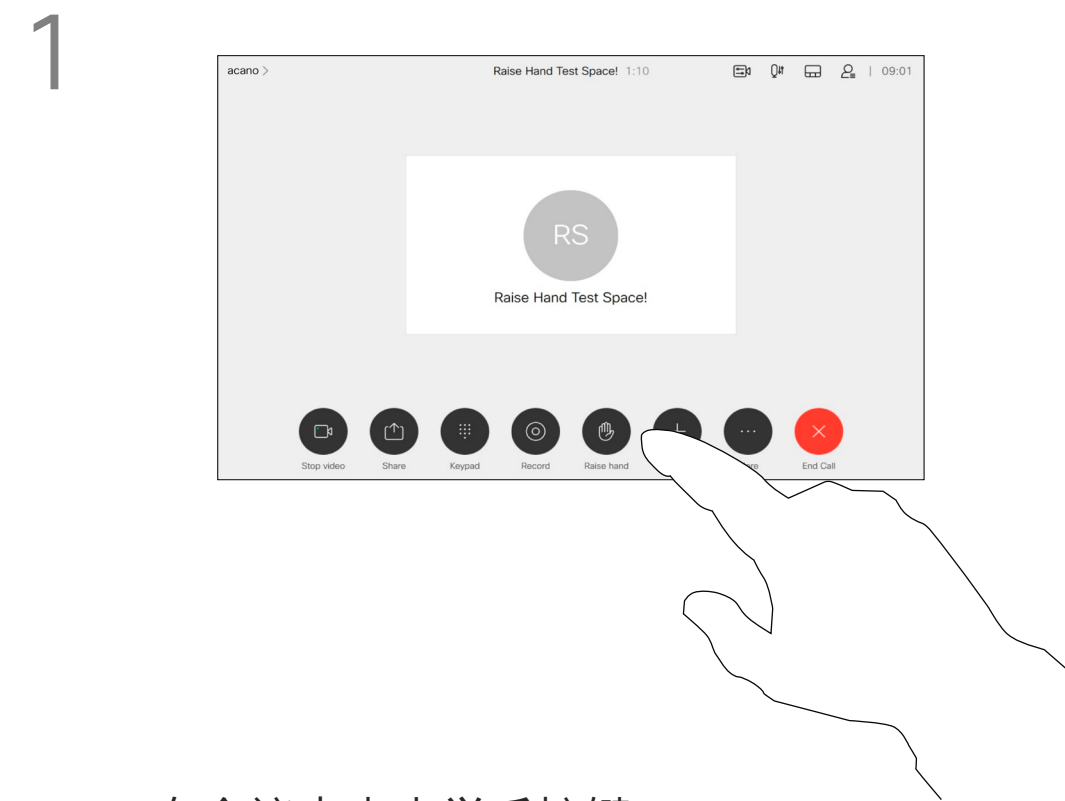 1
acano >
Raise Hand Test Space! 1:10
| 09:01
RS
Raise Hand Test Space!
Stop video Share Keypad Record Raise hand
End Call